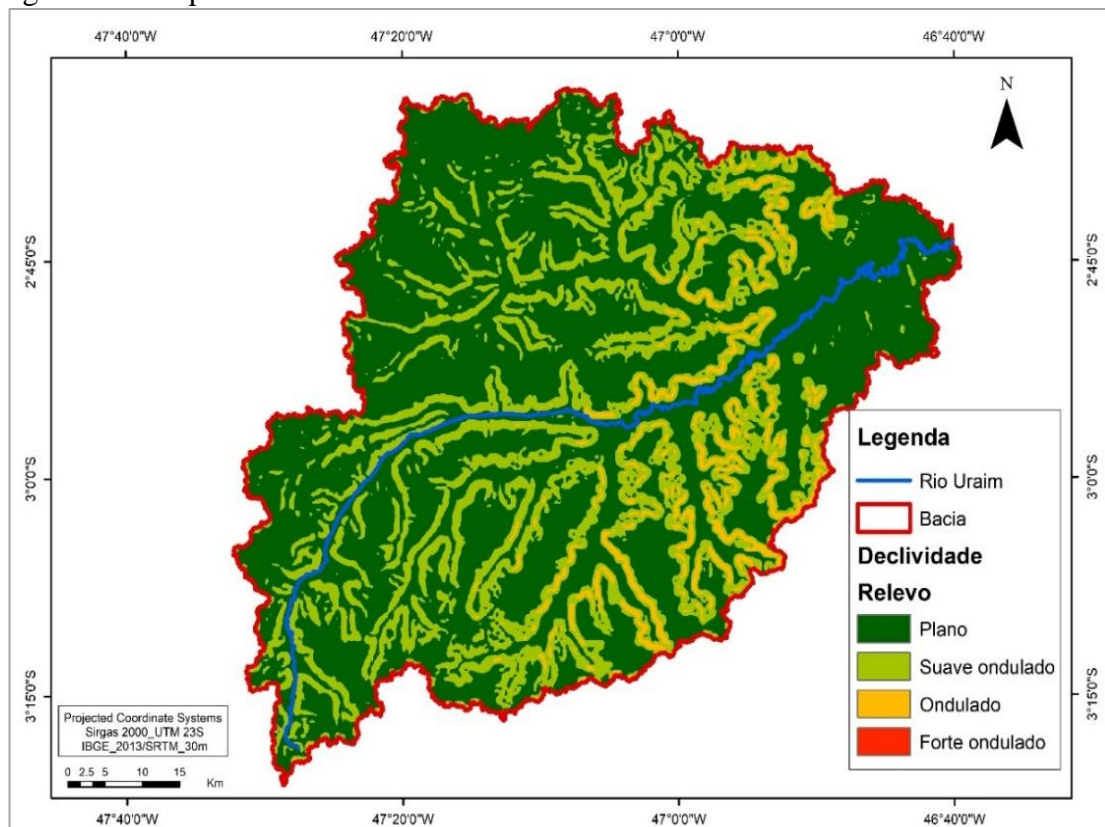 47°40'0"W 47°20'0"W 47°0'0"W 46°40'0"W
N
2°45'0"S
2°45'0"S
3°0'0"S
3°0'0"S
3°15'0"S
3°15'0"S
Legenda
Rio Uraim
Bacia
Declividade
Relevo
Plano
Suave ondulado
Ondulado
Forte ondulado
Projected Coordinate Systems
Sirgas 2000_UTM 23S
IBGE_2013/SRTM_30m
0 2.5 5 10 15
Km
47°40'0"W 47°20'0"W 47°0'0"W 46°40'0"W